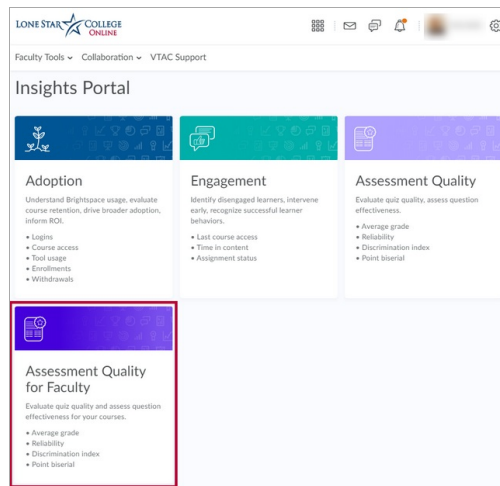 LONE STAR COLLEGE
ONLINE
Faculty Tools Collaboration VTAC Support
Insights Portal
Adoption
Understand Brightspace usage, evaluate
course retention, drive broader adoption,
inform ROI.
• Logins
• Course access
• Tool usage
• Enrollments
• Withdrawals
Engagement
Identify disengaged learners, intervene
early, recognize successful learner
behaviors.
• Last course access
• Time in content
• Assignment status
Assessment Quality
Evaluate quiz quality, assess question
effectiveness.
• Average grade
• Reliability
• Discrimination index
• Point biserial
Assessment Quality
for Faculty
Evaluate quiz quality and assess question
effectiveness for your courses.
• Average grade
• Reliability
• Discrimination index
• Point biserial